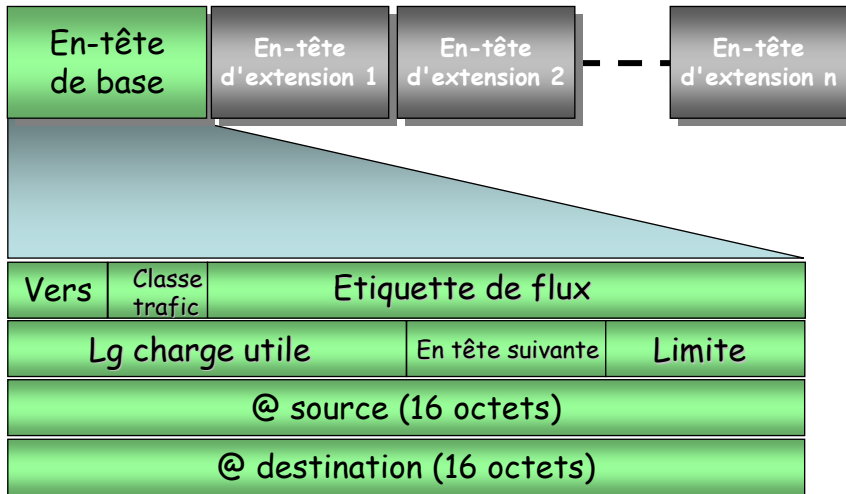 En-tête
de base
En-tête
d'extension 1
En-tête
d'extension 2
En-tête
d'extension n
Vers
Classe
trafic
Etiquette de flux
Lg charge utile
En tête suivante
Limite
@ source (16 octets)
@ destination (16 octets)